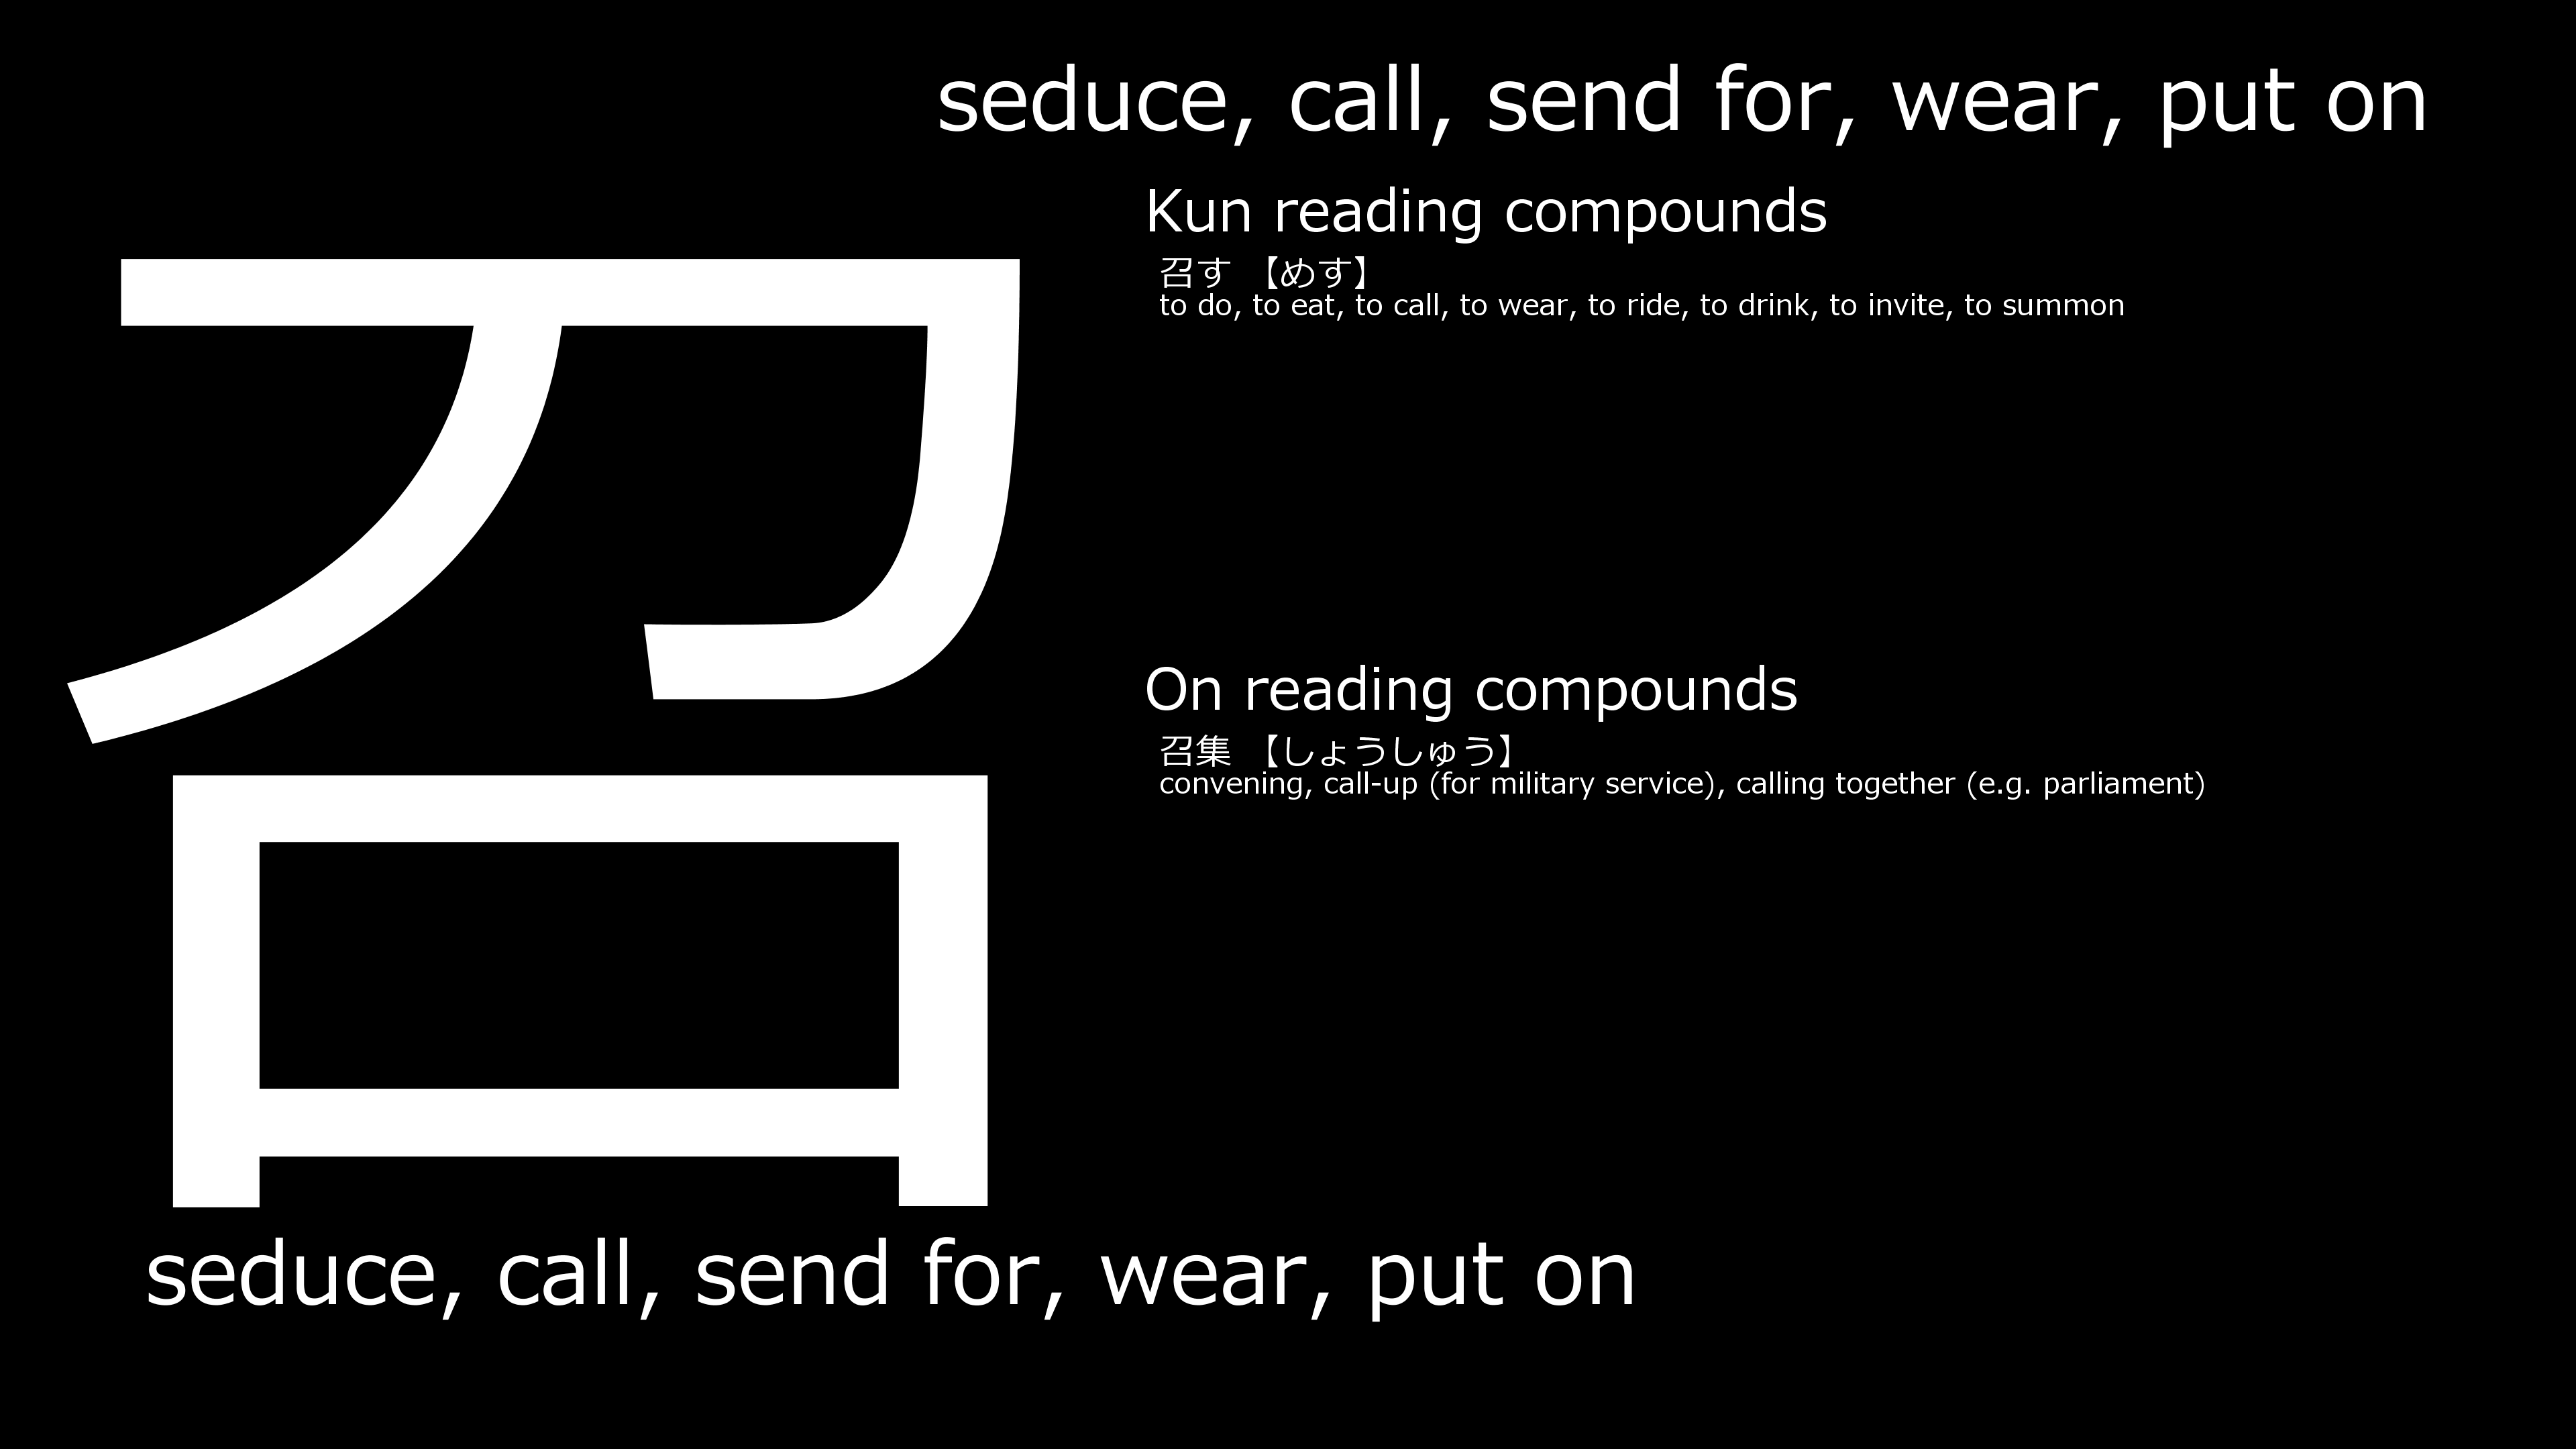 seduce, call, send for, wear, put on
召
Kun reading compounds
召す 【めす】
to do, to eat, to call, to wear, to ride, to drink, to invite, to summon
On reading compounds
召集 【しょうしゅう】
convening, call-up (for military service), calling together (e.g. parliament)
seduce, call, send for, wear, put on